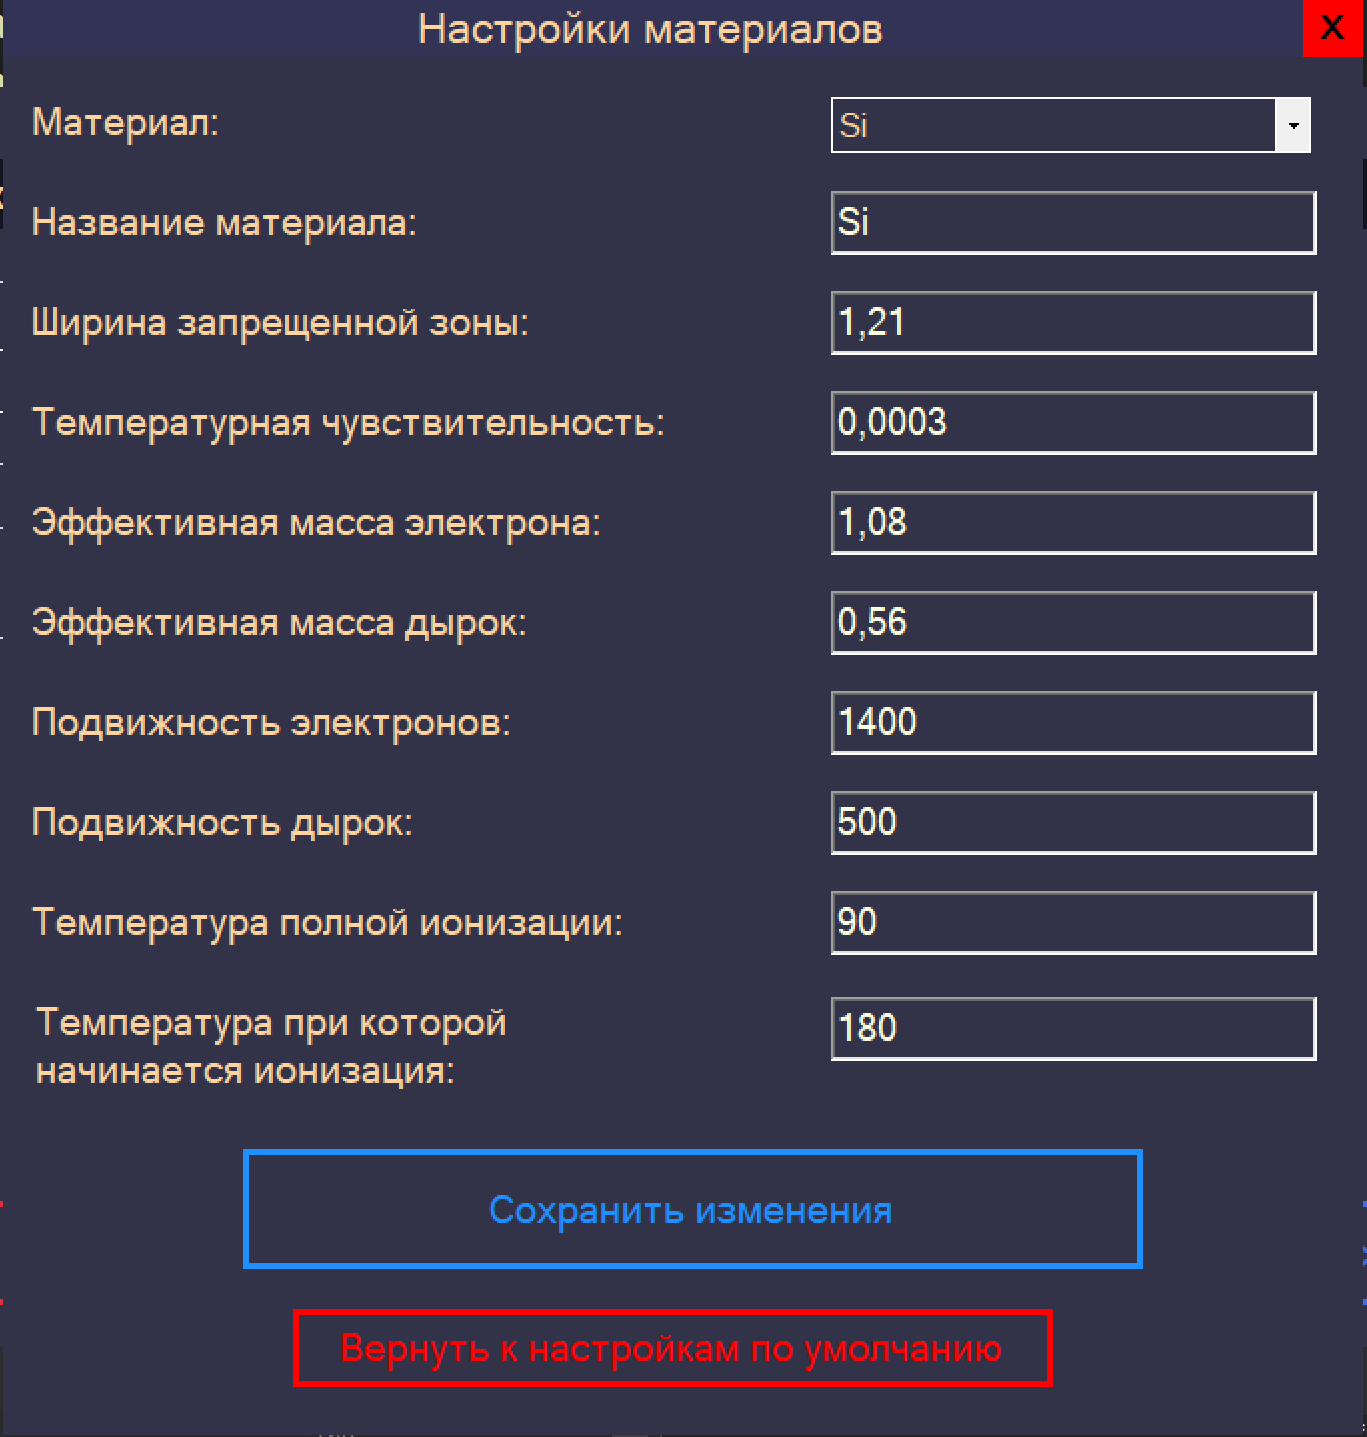 Настройки материалов X
Материал: Si
Название материала: Si
Ширина запрещенной зоны: 1,21
Температурная чувствительность: 0,0003
Эффективная масса электрона: 1,08
Эффективная масса дырок: 0,56
Подвижность электронов: 1400
Подвижность дырок: 500
Температура полной ионизации: 90
Температура при которой 180
начинается ионизация:
Сохранить изменения
Вернуть к настройкам по умолчанию